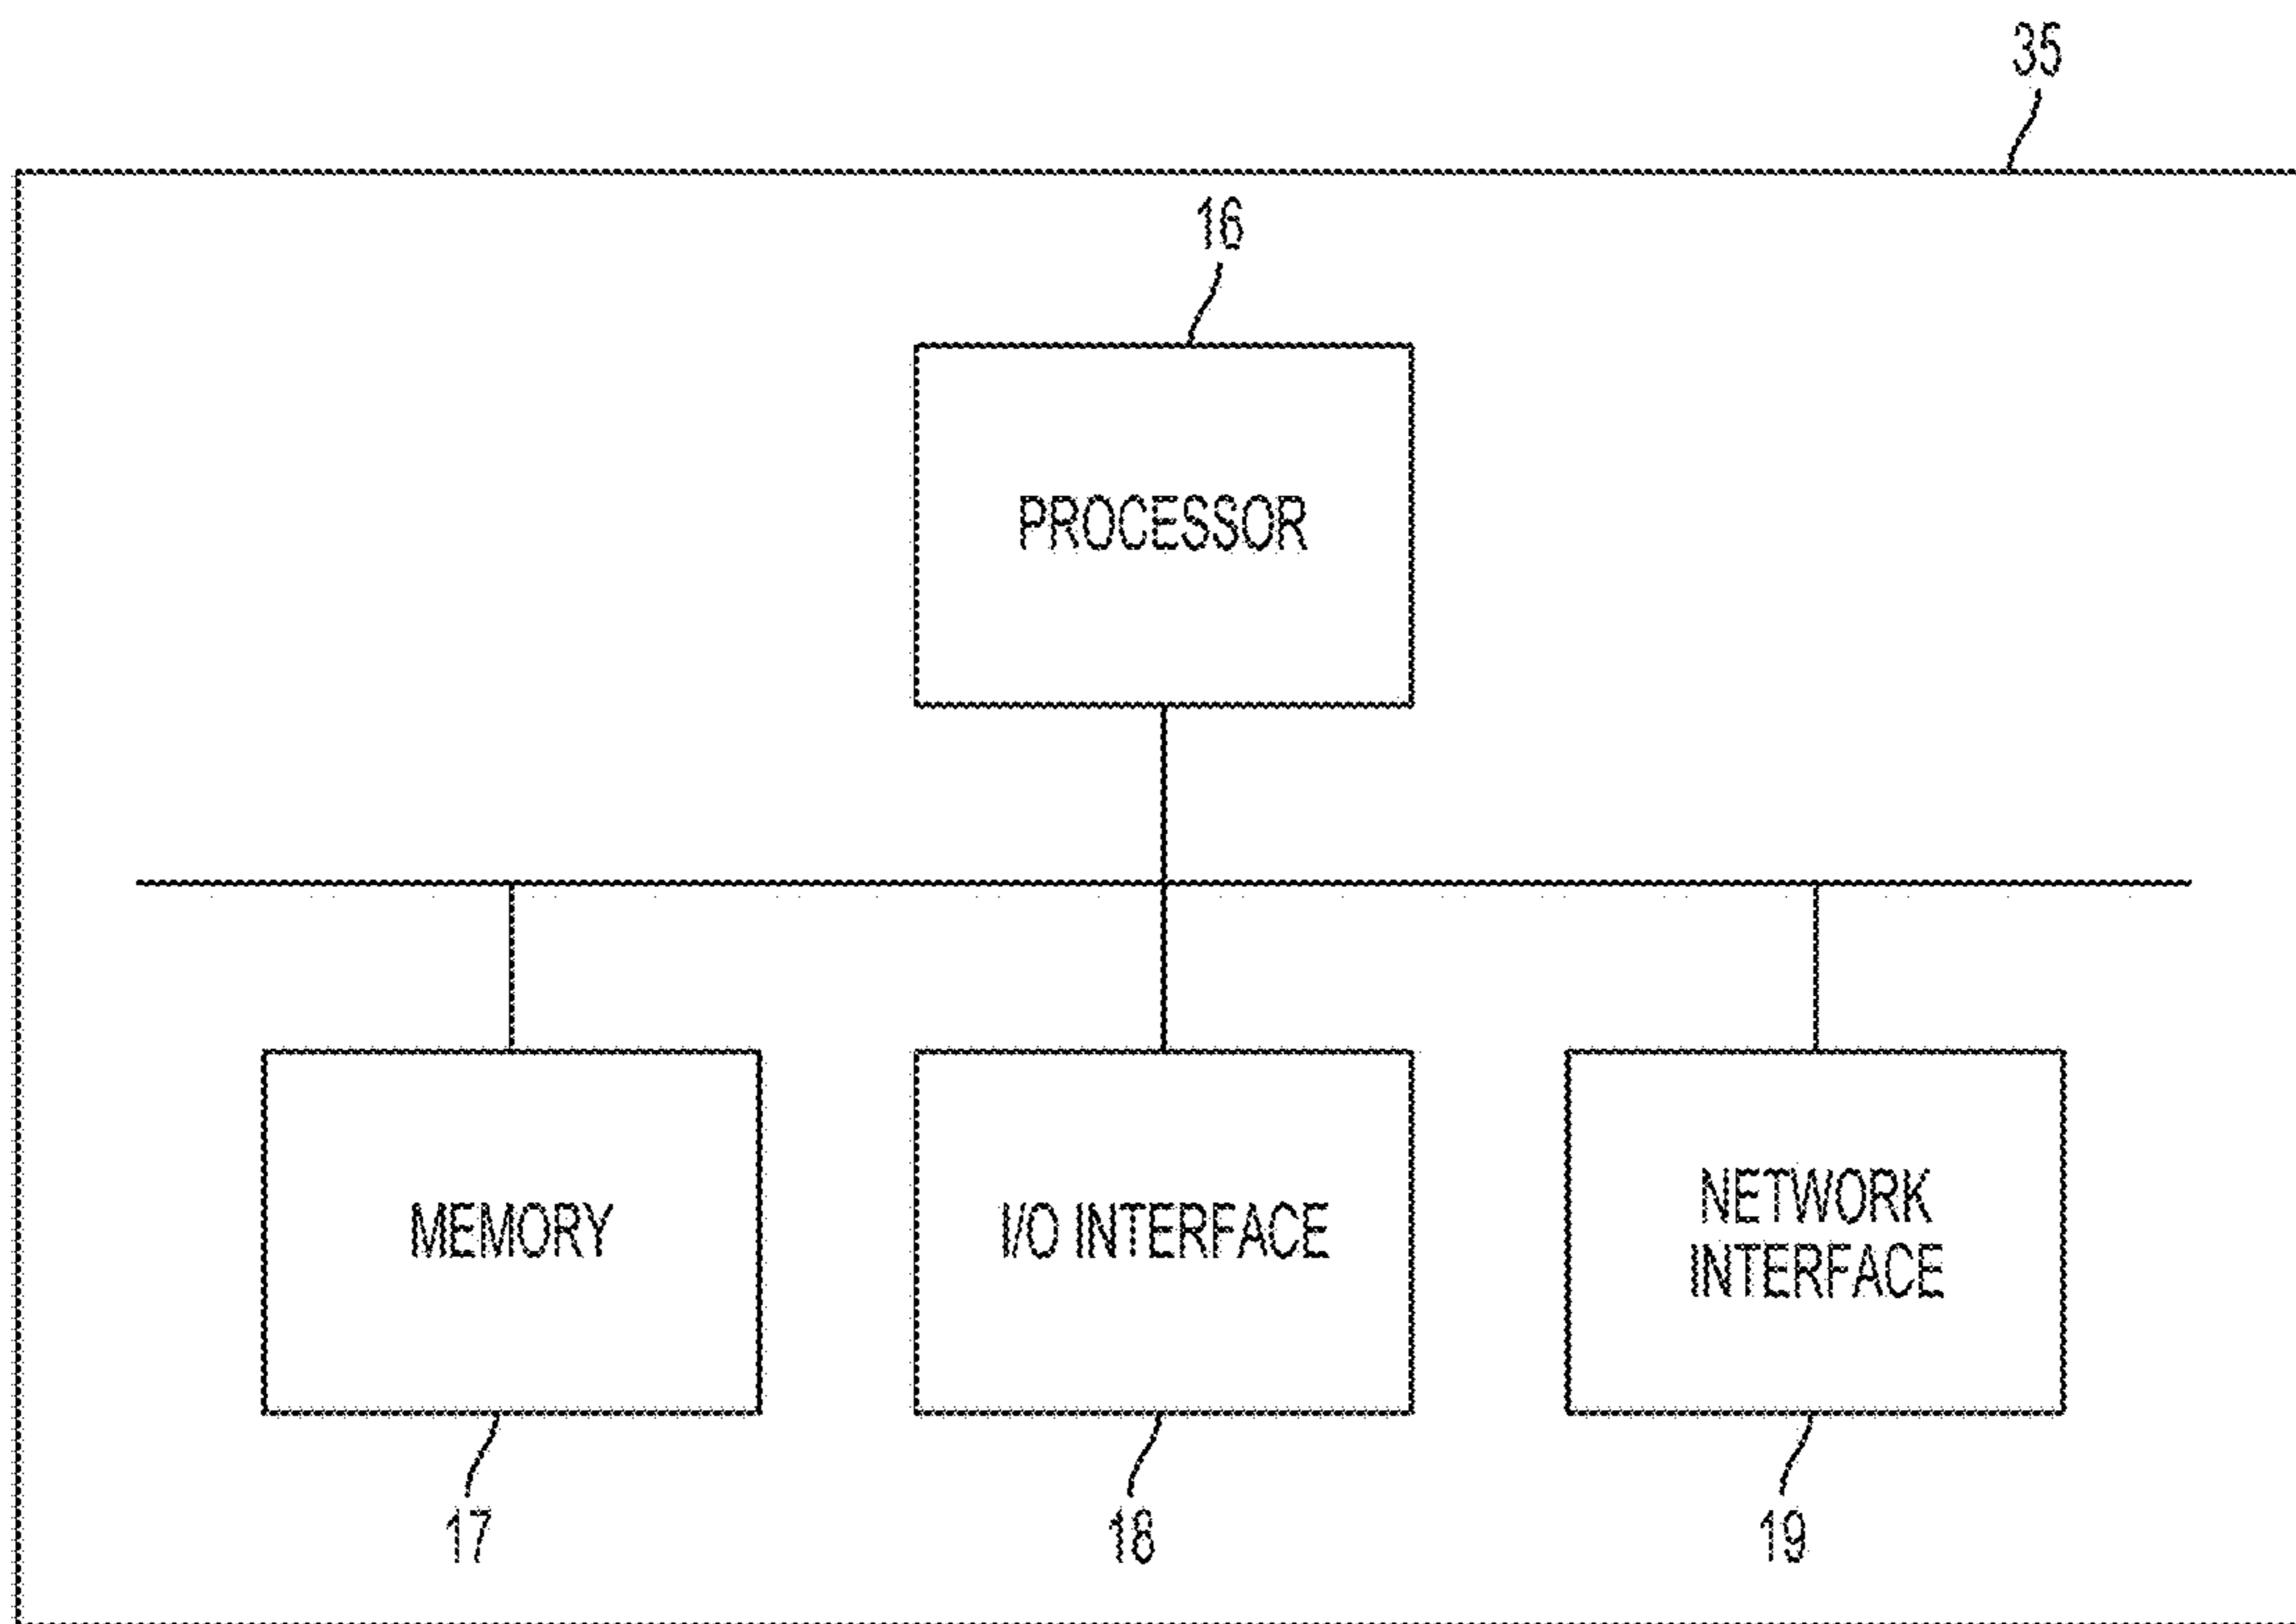 35
16
PROCESSOR
MEMORY
I/O INTERFACE
NETWORK
INTERFACE
17
18
19